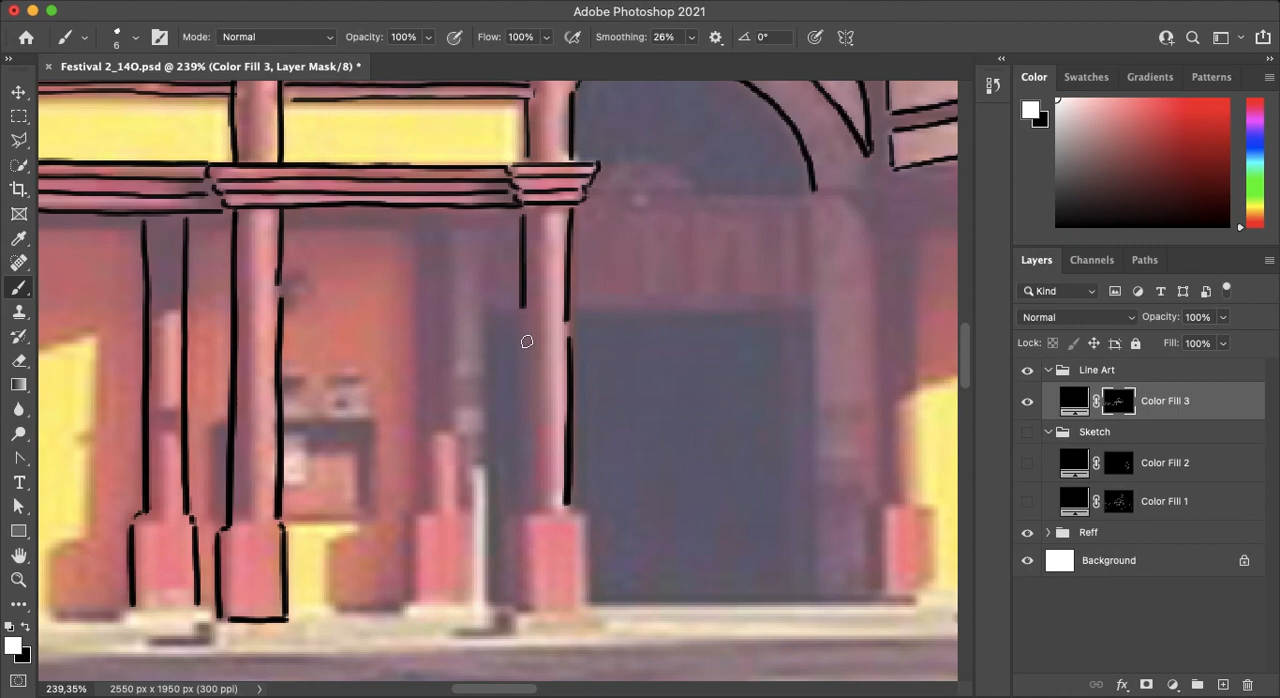 Adobe Photoshop 2021
6
Mode: Normal Opacity: 100% Flow: 100% Smoothing: 26% 0°
Festival 2_14O.psd @ 239% (Color Fill 3, Layer Mask/8) *
Color Swatches Gradients Patterns
Layers Channels Paths
Kind
Normal Opacity: 100%
Lock: Fill: 100%
Line Art
Color Fill 3
Sketch
Color Fill 2
Color Fill 1
Reff
Background
239,35% 2550 px x 1950 px (300 ppi)